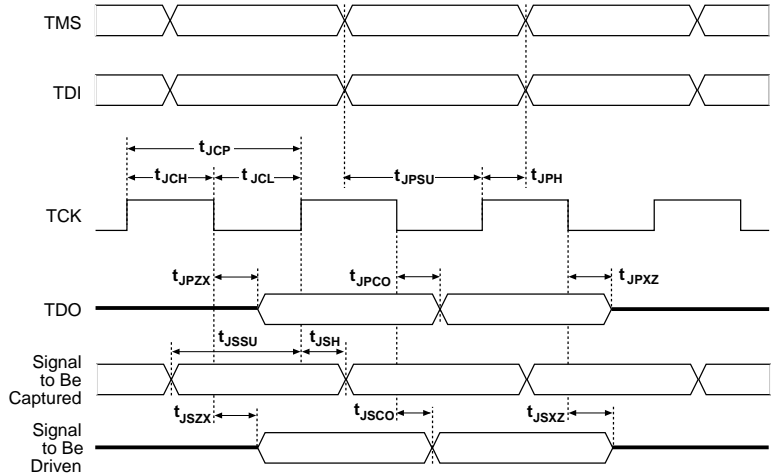 TMS
TDI
tJCP
tJCH
tJCL
tJPSU
tJPH
TCK
tJPZX
tJPCO
tJPXZ
TDO
tJSSU
tJSH
Signal
to Be
Captured
tJSZX
tJSCO
tJSXZ
Signal
to Be
Driven